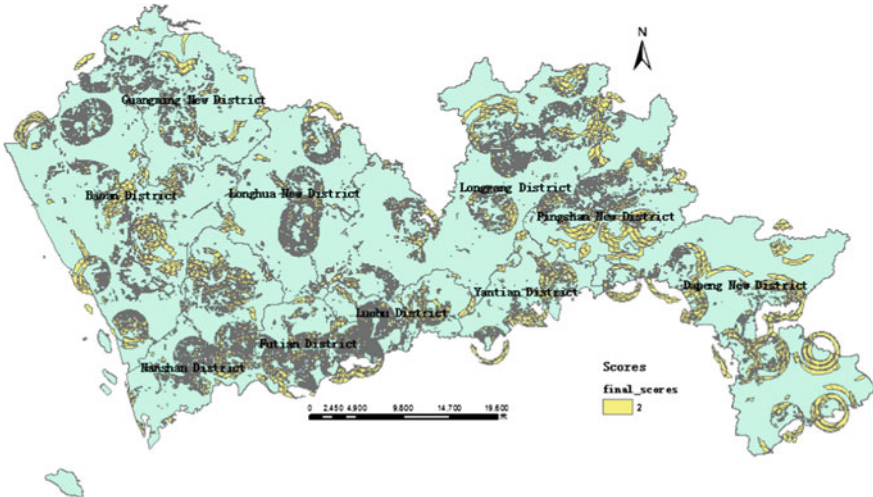 N
Guangming New District
Baoan District
Longhua New District
Longgang District
Pingshan New District
Yantian District
Dapeng New District
Luohu District
Futian District
Nanshan District
Scores
final_scores
2
0 2,450 4,900 9,800 14,700 19,600